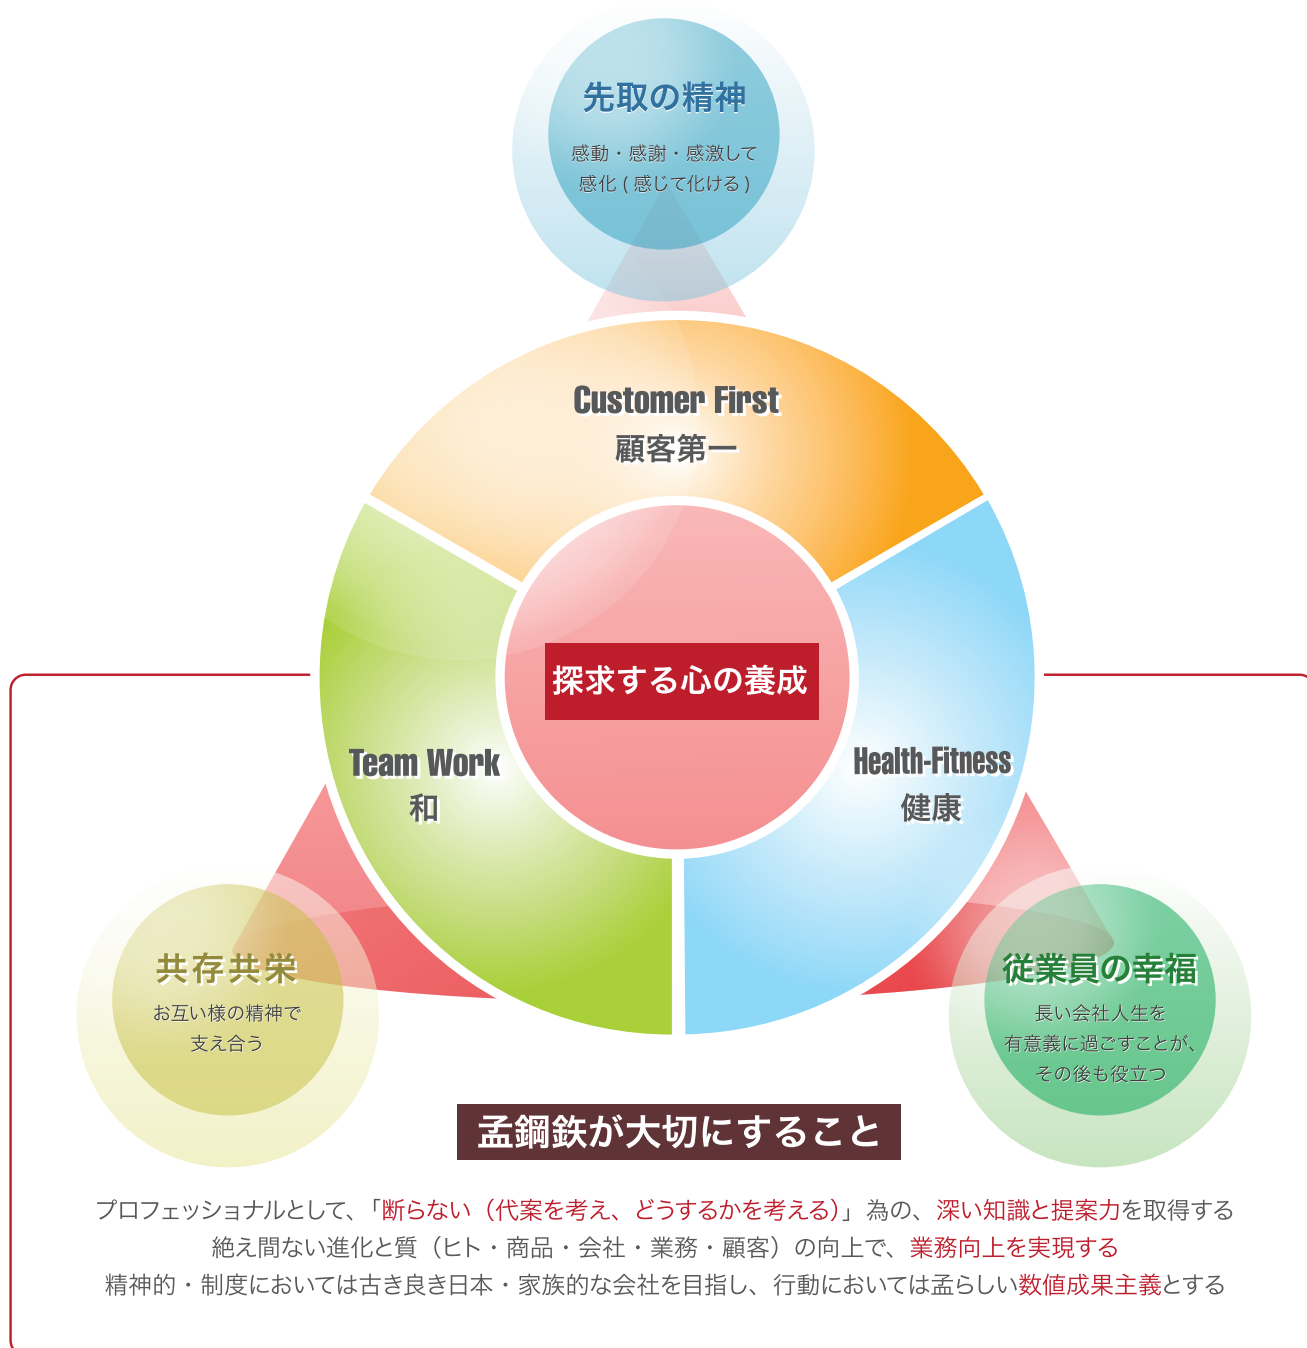 先取の精神
感動・感謝・感激して
感化(感じて化ける)
Customer First
顧客第一
探求する心の養成
Team Work
和
Health-Fitness
健康
共存共栄
お互い様の精神で
支え合う
従業員の幸福
長い会社人生を
有意義に過ごすことが、
その後も役立つ
孟鋼鉄が大切にすること
プロフェッショナルとして、「断らない（代案を考え、どうするかを考える）」為の、深い知識と提案力を取得する
絶え間ない進化と質（ヒト・商品・会社・業務・顧客）の向上で、業務向上を実現する
精神的・制度においては古き良き日本・家族的な会社を目指し、行動においては孟らしい数値成果主義とする